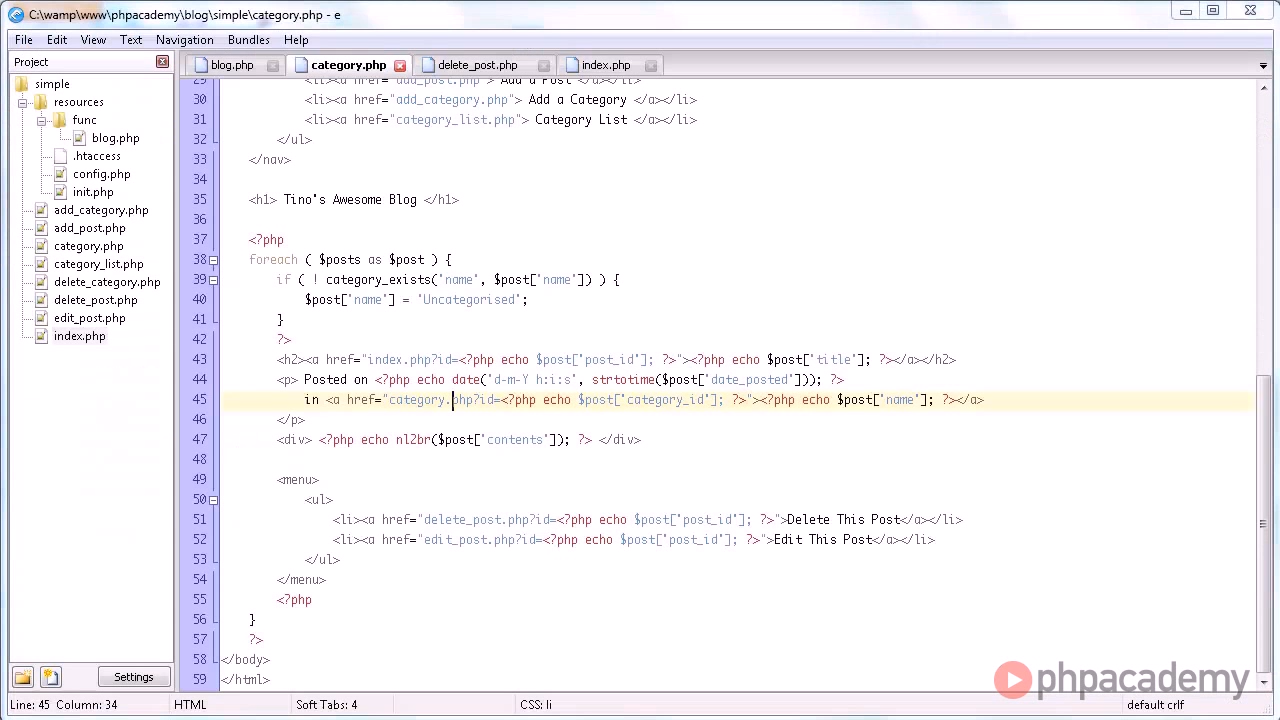 C:\wamp\www\phpacademy\blog\simple\category.php - e
File Edit View Text Navigation Bundles Help
Project
simple
resources
func
blog.php
.htaccess
config.php
init.php
add_category.php
add_post.php
category.php
category_list.php
delete_category.php
delete_post.php
edit_post.php
index.php
Settings
blog.php category.php delete_post.php index.php
29 <li><a href="add_post.php"> Add a Post </a></li>
30 <li><a href="add_category.php"> Add a Category </a></li>
31 <li><a href="category_list.php"> Category List </a></li>
32 </ul>
33 </nav>
34
35 <h1> Tino's Awesome Blog </h1>
36
37 <?php
38 foreach ( $posts as $post ) {
39 if ( ! category_exists('name', $post['name']) ) {
40 $post['name'] = 'Uncategorised';
41 }
42 ?>
43 <h2><a href="index.php?id=<?php echo $post['post_id']; ?>"><?php echo $post['title']; ?></a></h2>
44 <p> Posted on <?php echo date('d-m-Y h:i:s', strtotime($post['date_posted'])); ?>
45 in <a href="category.php?id=<?php echo $post['category_id']; ?>"><?php echo $post['name']; ?></a>
46 </p>
47 <div> <?php echo nl2br($post['contents']); ?> </div>
48
49 <menu>
50 <ul>
51 <li><a href="delete_post.php?id=<?php echo $post['post_id']; ?>">Delete This Post</a></li>
52 <li><a href="edit_post.php?id=<?php echo $post['post_id']; ?>">Edit This Post</a></li>
53 </ul>
54 </menu>
55 <?php
56 }
57 ?>
58 </body>
59 </html>
phpacademy
Line: 45 Column: 34 HTML Soft Tabs: 4 CSS: li default crlf